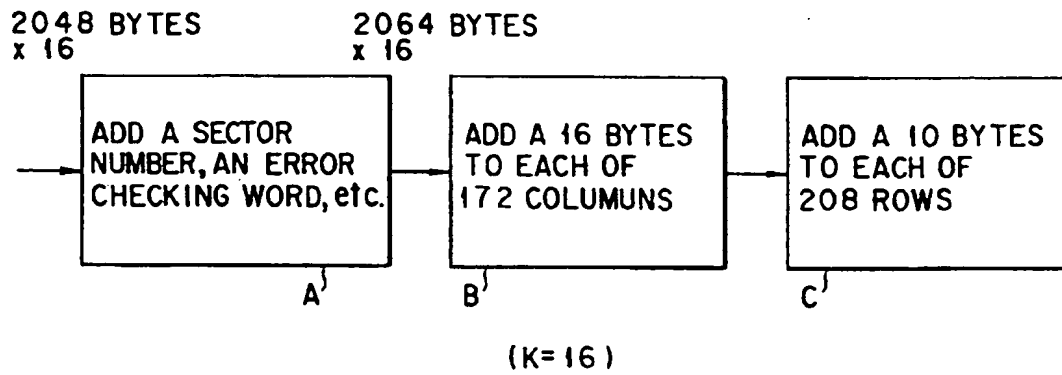 2048 BYTES
x 16
2064 BYTES
x 16
ADD A SECTOR
NUMBER, AN ERROR
CHECKING WORD, etc.
ADD A 16 BYTES
TO EACH OF
172 COLUMUNS
ADD A 10 BYTES
TO EACH OF
208 ROWS
A
B
C
(K=16)